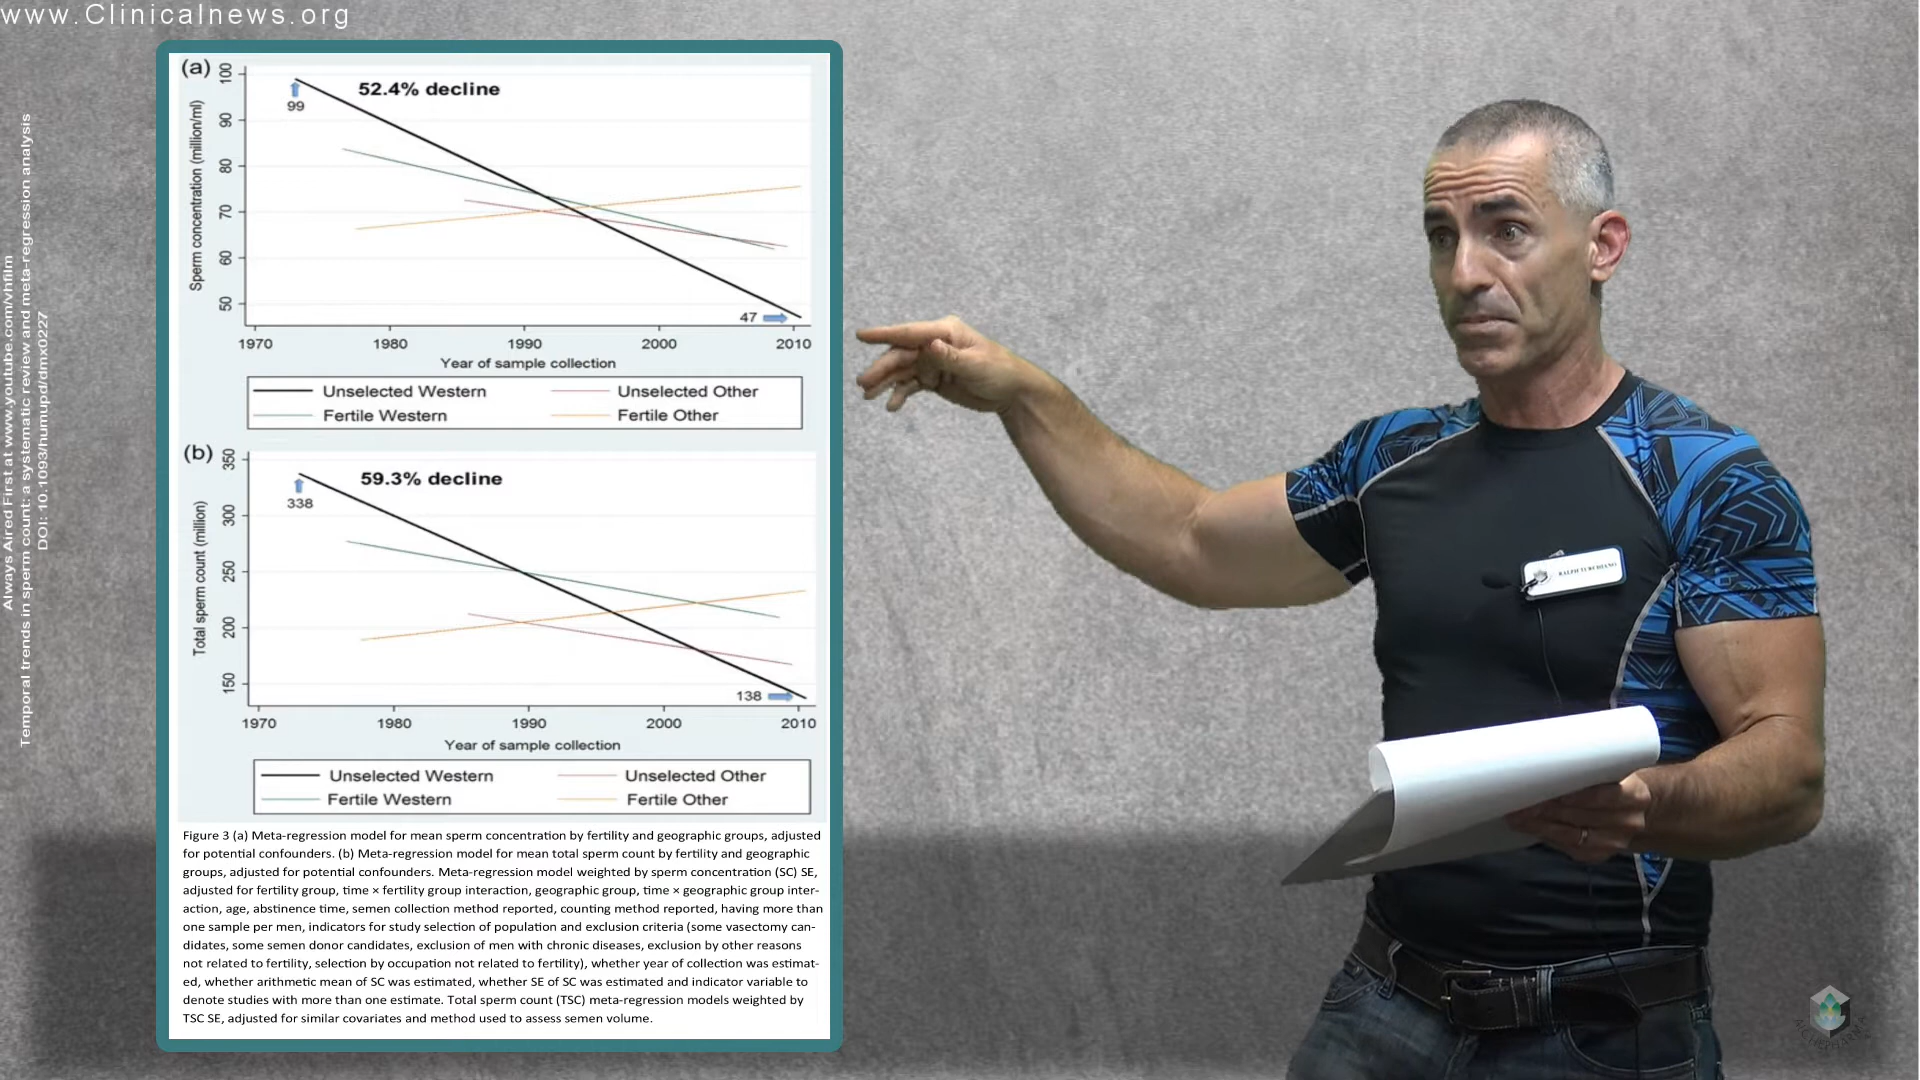 www.Clinicalnews.org
Always Aired First at www.youtube.com/vhfilm
Temporal trends in sperm count: a systematic review and meta-regression analysis
DOI: 10.1093/humupd/dmx0227
(a)
52.4% decline
99
47
Sperm concentration (million/ml)
100
90
80
70
60
50
1970 1980 1990 2000 2010
Year of sample collection
Unselected Western Unselected Other
Fertile Western Fertile Other
(b)
59.3% decline
338
138
Total sperm count (million)
350
300
250
200
150
1970 1980 1990 2000 2010
Year of sample collection
Unselected Western Unselected Other
Fertile Western Fertile Other
Figure 3 (a) Meta-regression model for mean sperm concentration by fertility and geographic groups, adjusted
for potential confounders. (b) Meta-regression model for mean total sperm count by fertility and geographic
groups, adjusted for potential confounders. Meta-regression model weighted by sperm concentration (SC) SE,
adjusted for fertility group, time × fertility group interaction, geographic group, time × geographic group inter-
action, age, abstinence time, semen collection method reported, counting method reported, having more than
one sample per men, indicators for study selection of population and exclusion criteria (some vasectomy can-
didates, some semen donor candidates, exclusion of men with chronic diseases, exclusion by other reasons
not related to fertility, selection by occupation not related to fertility), whether year of collection was estimat-
ed, whether arithmetic mean of SC was estimated, whether SE of SC was estimated and indicator variable to
denote studies with more than one estimate. Total sperm count (TSC) meta-regression models weighted by
TSC SE, adjusted for similar covariates and method used to assess semen volume.